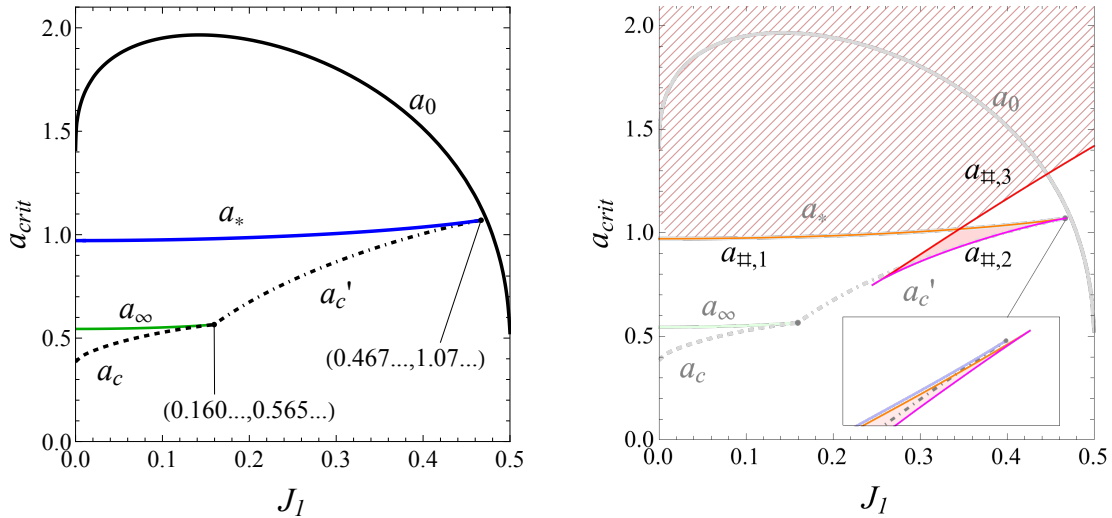 2.0
1.5
1.0
0.5
0.0
a_crit
a_0
a_*
a_∞
a_c
a_c'
(0.467...,1.07...)
(0.160...,0.565...)
0.0 0.1 0.2 0.3 0.4 0.5
J_1
2.0
1.5
1.0
0.5
0.0
a_crit
a_0
a_⌗,3
a_*
a_⌗,1
a_⌗,2
a_c'
a_∞
a_c
0.0 0.1 0.2 0.3 0.4 0.5
J_1